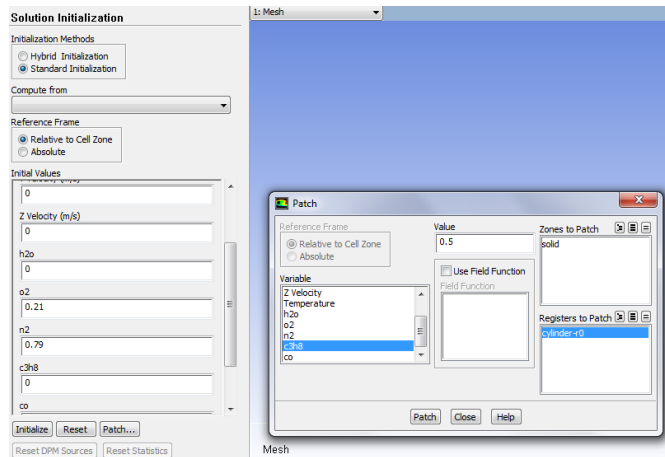 Solution Initialization
Initialization Methods
Hybrid Initialization
Standard Initialization
Compute from
Reference Frame
Relative to Cell Zone
Absolute
Initial Values
0
Z Velocity (m/s)
0
h2o
0
o2
0.21
n2
0.79
c3h8
0
co
Initialize
Reset
Patch...
Reset DPM Sources
Reset Statistics
1: Mesh
Patch
Reference Frame
Relative to Cell Zone
Absolute
Variable
Z Velocity
Temperature
h2o
o2
n2
c3h8
co
Value
0.5
Use Field Function
Field Function
Zones to Patch
solid
Registers to Patch
cylinder-r0
Patch
Close
Help
Mesh